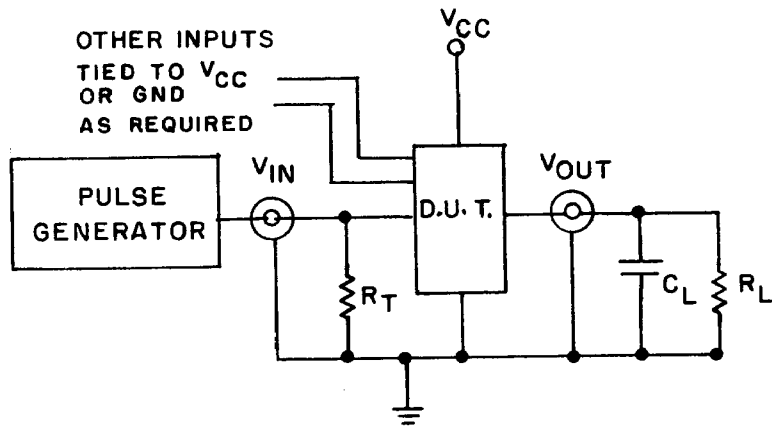 VCC
OTHER INPUTS
TIED TO VCC
OR GND
AS REQUIRED
PULSE
GENERATOR
VIN
D.U.T.
VOUT
RT
CL
RL